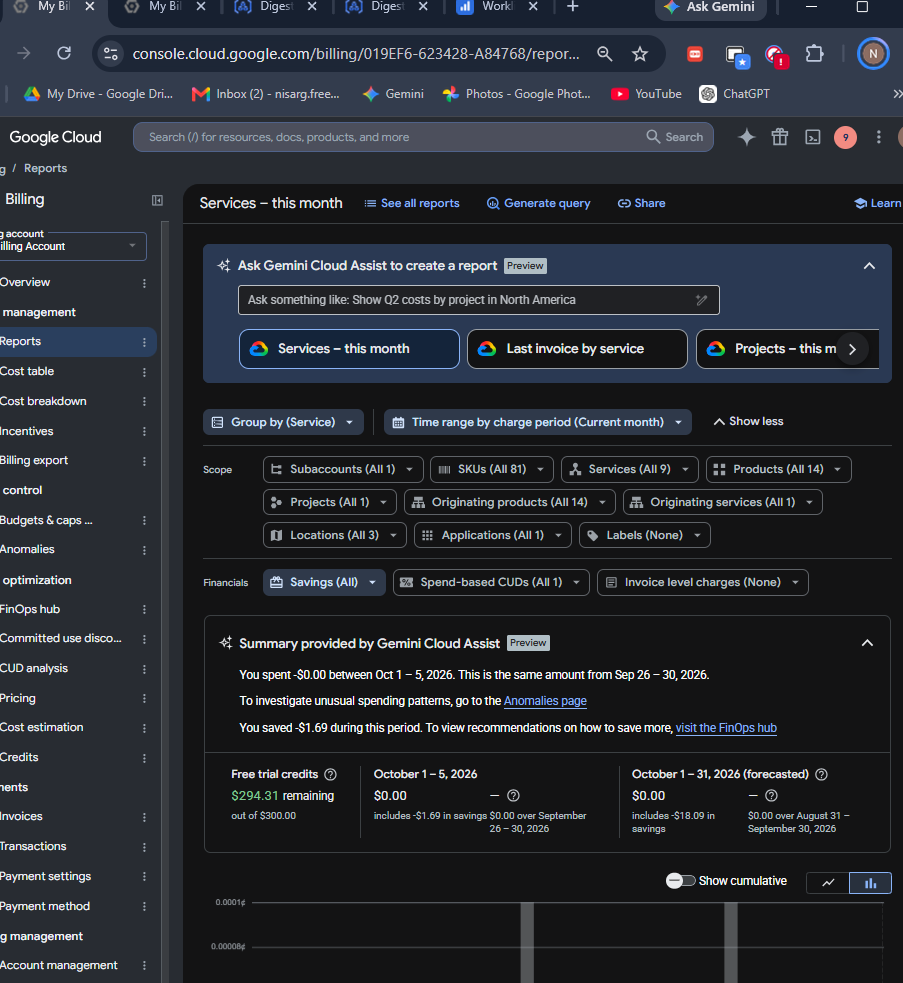 My Bil
My Bil
Digest
Digest
Work
Ask Gemini
console.cloud.google.com/billing/019EF6-623428-A84768/repor...
N
My Drive - Google Dri...
Inbox (2) - nisarg.free...
Gemini
Photos - Google Phot...
YouTube
ChatGPT
Google Cloud
Search (/) for resources, docs, products, and more
Search
9
g / Reports
Billing
Services – this month
See all reports
Generate query
Share
Learn
g account
illing Account
Overview
management
Reports
Cost table
Cost breakdown
Incentives
Billing export
control
Budgets & caps ...
Anomalies
optimization
FinOps hub
Committed use disco...
CUD analysis
Pricing
Cost estimation
Credits
ments
Invoices
Transactions
Payment settings
Payment method
g management
Account management
Ask Gemini Cloud Assist to create a report Preview
Ask something like: Show Q2 costs by project in North America
Services – this month
Last invoice by service
Projects – this m
Group by (Service)
Time range by charge period (Current month)
Show less
Scope
Subaccounts (All 1)
SKUs (All 81)
Services (All 9)
Products (All 14)
Projects (All 1)
Originating products (All 14)
Originating services (All 1)
Locations (All 3)
Applications (All 1)
Labels (None)
Financials
Savings (All)
Spend-based CUDs (All 1)
Invoice level charges (None)
Summary provided by Gemini Cloud Assist Preview
You spent -$0.00 between Oct 1 – 5, 2026. This is the same amount from Sep 26 – 30, 2026.
To investigate unusual spending patterns, go to the Anomalies page
You saved -$1.69 during this period. To view recommendations on how to save more, visit the FinOps hub
Free trial credits
$294.31 remaining
out of $300.00
October 1 – 5, 2026
$0.00
includes -$1.69 in savings
—
$0.00 over September
26 – 30, 2026
October 1 – 31, 2026 (forecasted)
$0.00
includes -$18.09 in
savings
—
$0.00 over August 31 –
September 30, 2026
Show cumulative
0.0001¢
0.00008¢